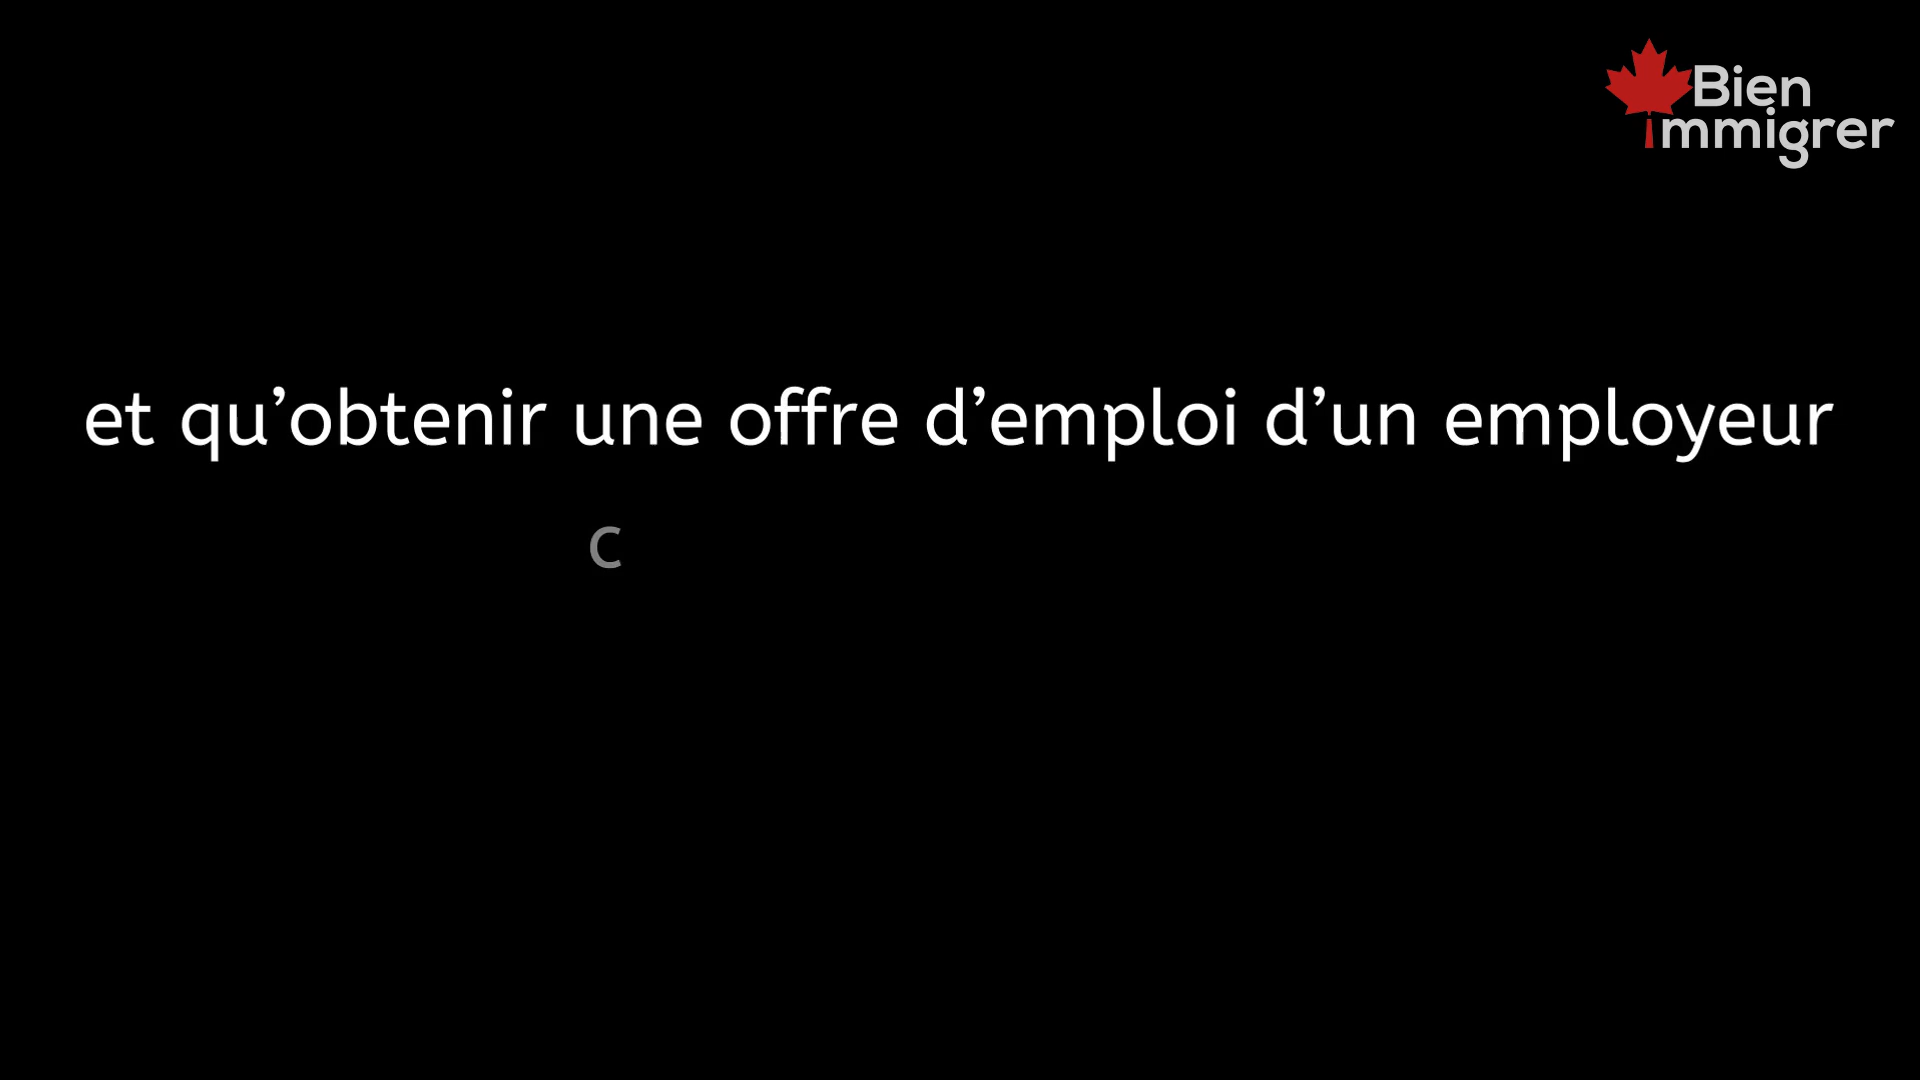 Bien
Immigrer
et qu’obtenir une offre d’emploi d’un employeur
c